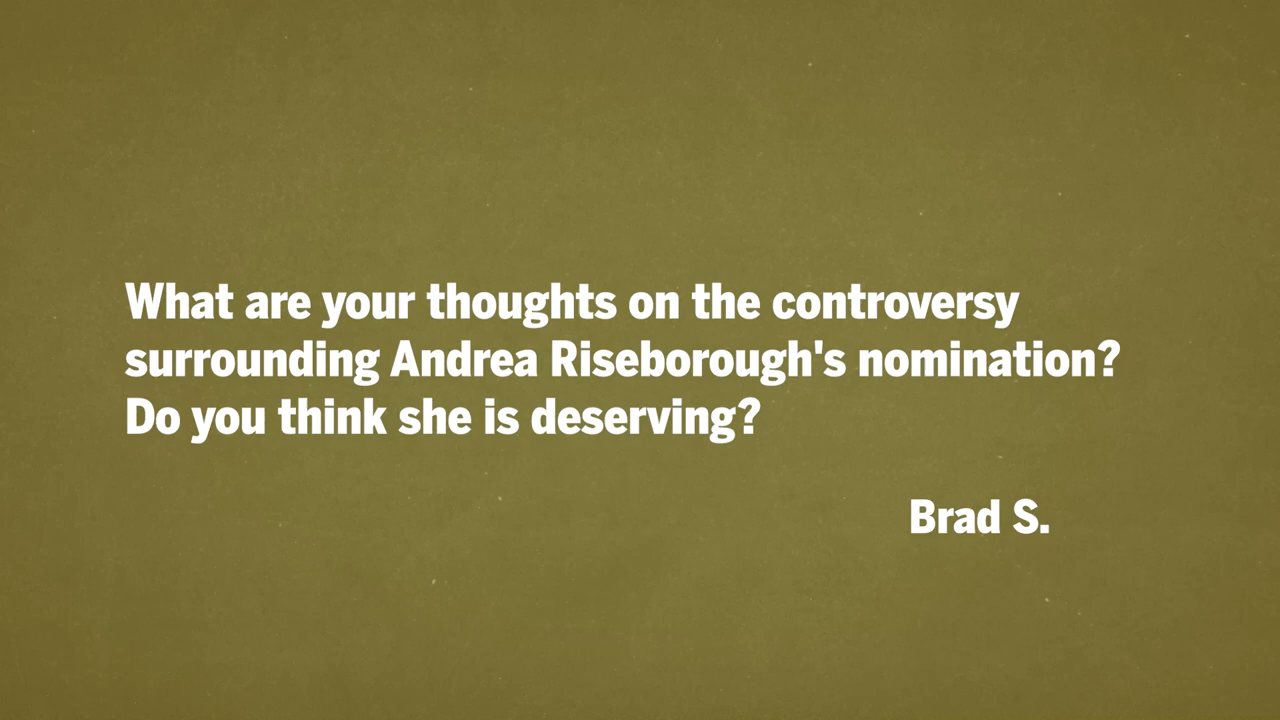 What are your thoughts on the controversy
surrounding Andrea Riseborough's nomination?
Do you think she is deserving?
Brad S.